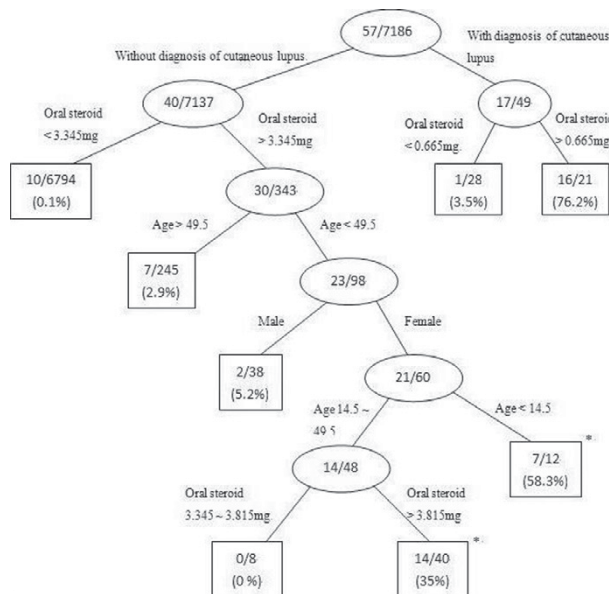 57/7186
Without diagnosis of cutaneous lupus
With diagnosis of cutaneous
lupus
40/7137
17/49
Oral steroid
< 3.345mg
Oral steroid
> 3.345mg
Oral steroid
< 0.665mg
Oral steroid
> 0.665mg
10/6794
(0.1%)
30/343
1/28
(3.5%)
16/21
(76.2%)
Age > 49.5
Age < 49.5
7/245
(2.9%)
23/98
Male
Female
2/38
(5.2%)
21/60
Age 14.5 ~
49.5
Age < 14.5
14/48
7/12
(58.3%)
*
Oral steroid
3.345 ~ 3.815mg
Oral steroid
> 3.815mg
0/8
(0 %)
14/40
(35%)
*